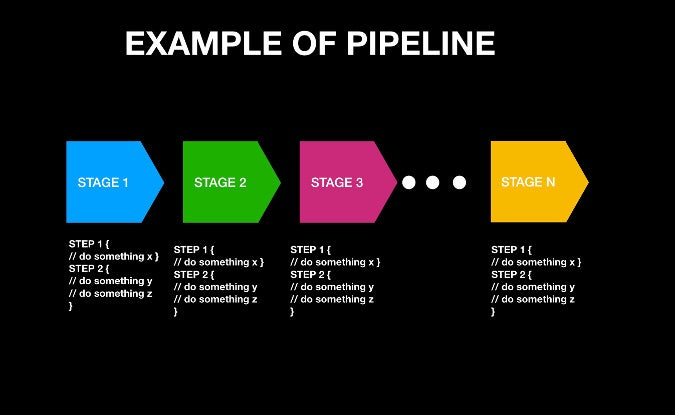 EXAMPLE OF PIPELINE
STAGE 1
STAGE 2
STAGE 3
STAGE N
STEP 1 {
// do something x }
STEP 2 {
// do something y
// do something z
}
STEP 1 {
// do something x }
STEP 2 {
// do something y
// do something z
}
STEP 1 {
// do something x }
STEP 2 {
// do something y
// do something z
}
STEP 1 {
// do something x }
STEP 2 {
// do something y
// do something z
}